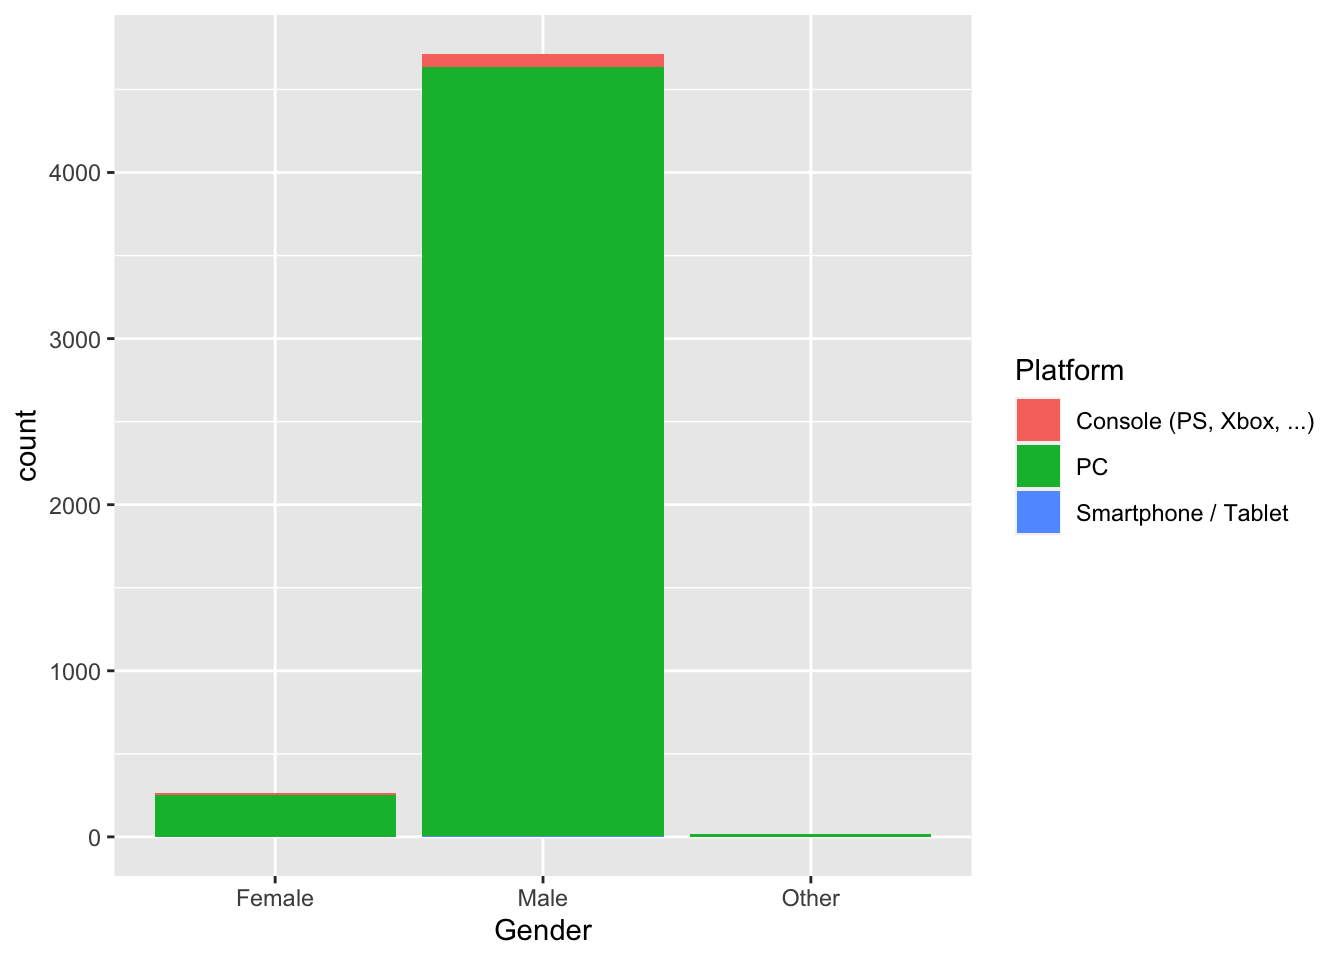 4000
3000
2000
1000
0
count
Female
Male
Other
Gender
Platform
Console (PS, Xbox, ...)
PC
Smartphone / Tablet